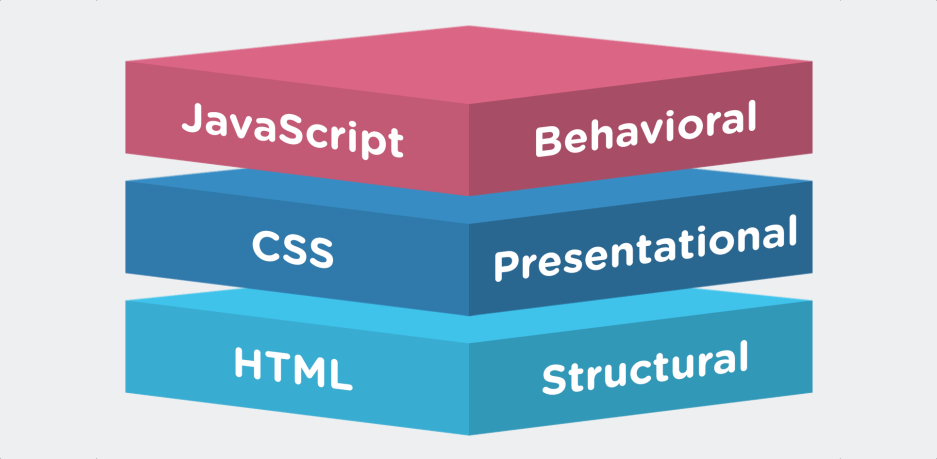 JavaScript
Behavioral
CSS
Presentational
HTML
Structural